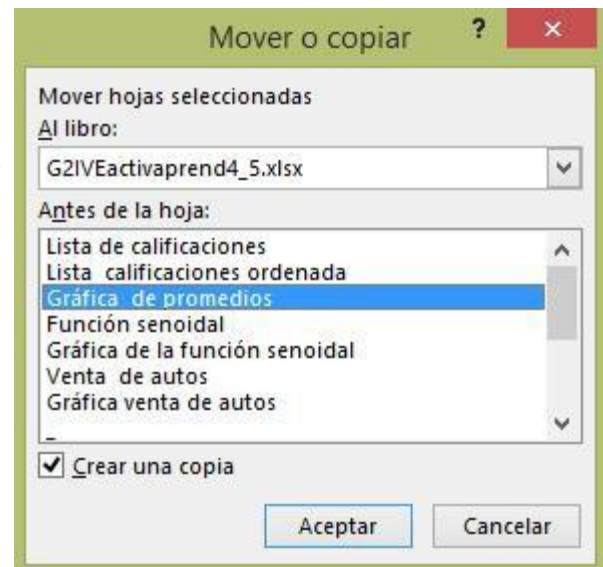 Mover o copiar ? ×
Mover hojas seleccionadas
Al libro:
G2IVEactivaprend4_5.xlsx
Antes de la hoja:
Lista de calificaciones
Lista calificaciones ordenada
Gráfica de promedios
Función senoidal
Gráfica de la función senoidal
Venta de autos
Gráfica venta de autos
Crear una copia
Aceptar Cancelar